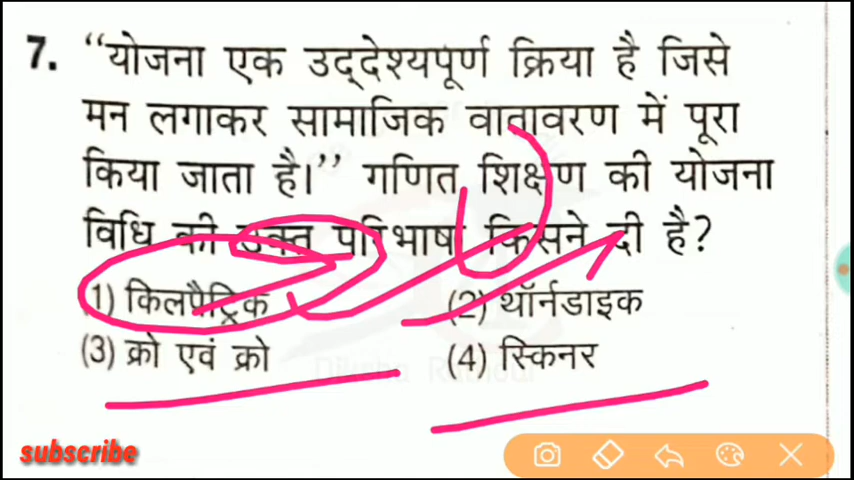 7. “योजना एक उद्देश्यपूर्ण क्रिया है जिसे
मन लगाकर सामाजिक वातावरण में पूरा
किया जाता है।” गणित शिक्षण की योजना
विधि की उक्त परिभाषा किसने दी है?
(1) किलपैट्रिक (2) थॉर्नडाइक
(3) क्रो एवं क्रो (4) स्किनर
subscribe